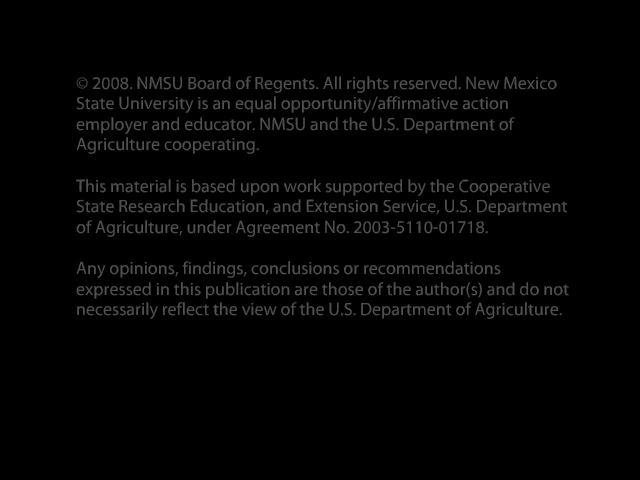 © 2008. NMSU Board of Regents. All rights reserved. New Mexico
State University is an equal opportunity/affirmative action
employer and educator. NMSU and the U.S. Department of
Agriculture cooperating.
This material is based upon work supported by the Cooperative
State Research Education, and Extension Service, U.S. Department
of Agriculture, under Agreement No. 2003-5110-01718.
Any opinions, findings, conclusions or recommendations
expressed in this publication are those of the author(s) and do not
necessarily reflect the view of the U.S. Department of Agriculture.